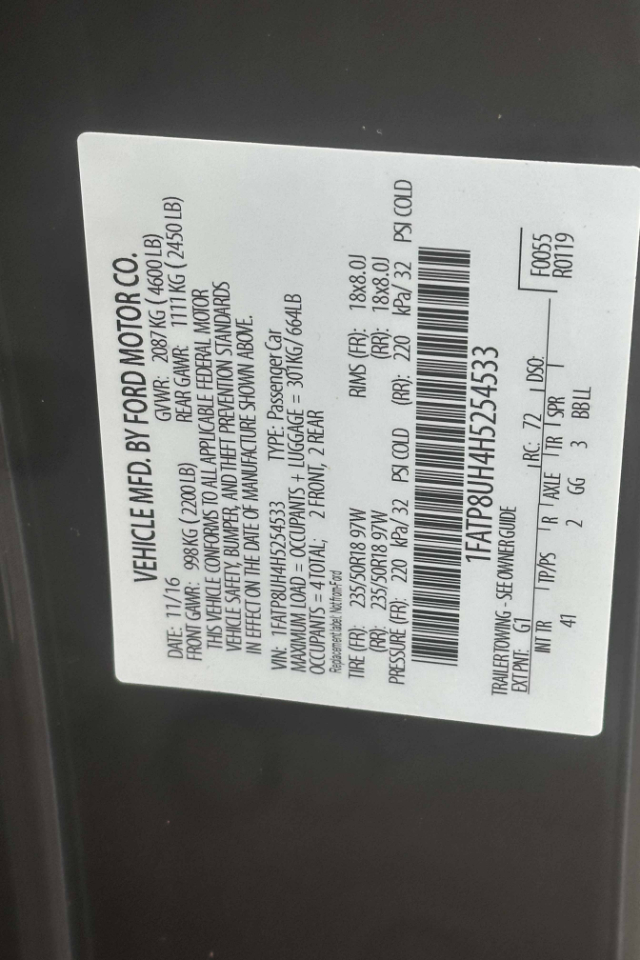 VEHICLE MFD. BY FORD MOTOR CO.
DATE: 11/16 GVWR: 2087 KG ( 4600 LB)
FRONT GAWR: 998KG ( 2200 LB) REAR GAWR: 1111 KG ( 2450 LB)
THIS VEHICLE CONFORMS TO ALL APPLICABLE FEDERAL MOTOR
VEHICLE SAFETY, BUMPER, AND THEFT PREVENTION STANDARDS
IN EFFECT ON THE DATE OF MANUFACTURE SHOWN ABOVE.
VIN: 1FATP8UH4H5254533 TYPE: Passenger Car
MAXIMUM LOAD = OCCUPANTS + LUGGAGE = 301KG/ 664LB
OCCUPANTS = 4 TOTAL; 2 FRONT, 2 REAR
Replacement label. Not from Ford
TIRE (FR): 235/50R18 97W RIMS (FR): 18x8.0J
(RR): 235/50R18 97W (RR): 18x8.0J
PRESSURE (FR): 220 kPa/ 32 PSI COLD (RR): 220 kPa/ 32 PSI COLD
1FATP8UH4H5254533
TRAILER TOWING - SEE OWNER GUIDE
F0055
EXT PNT: G1 RC: 72 DSO: R0119
INT TR TP/PS R AXLE TR SPR
41 2 GG 3 BBLL